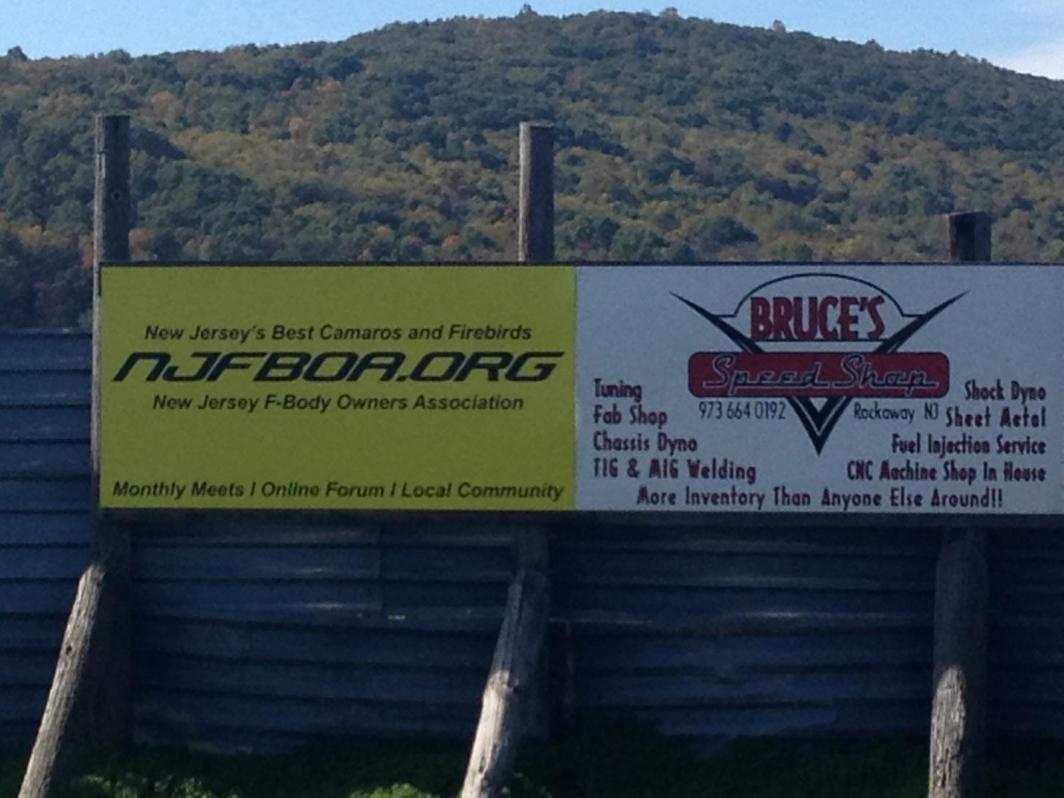 New Jersey's Best Camaros and Firebirds
NJFBOA.ORG
New Jersey F-Body Owners Association
Monthly Meets | Online Forum | Local Community
BRUCE'S
Speed Shop
973 664 0192
Rockaway NJ
Tuning
Fab Shop
Chassis Dyno
TIG & MIG Welding
Shock Dyno
Sheet Metal
Fuel Injection Service
CNC Machine Shop In House
More Inventory Than Anyone Else Around!!